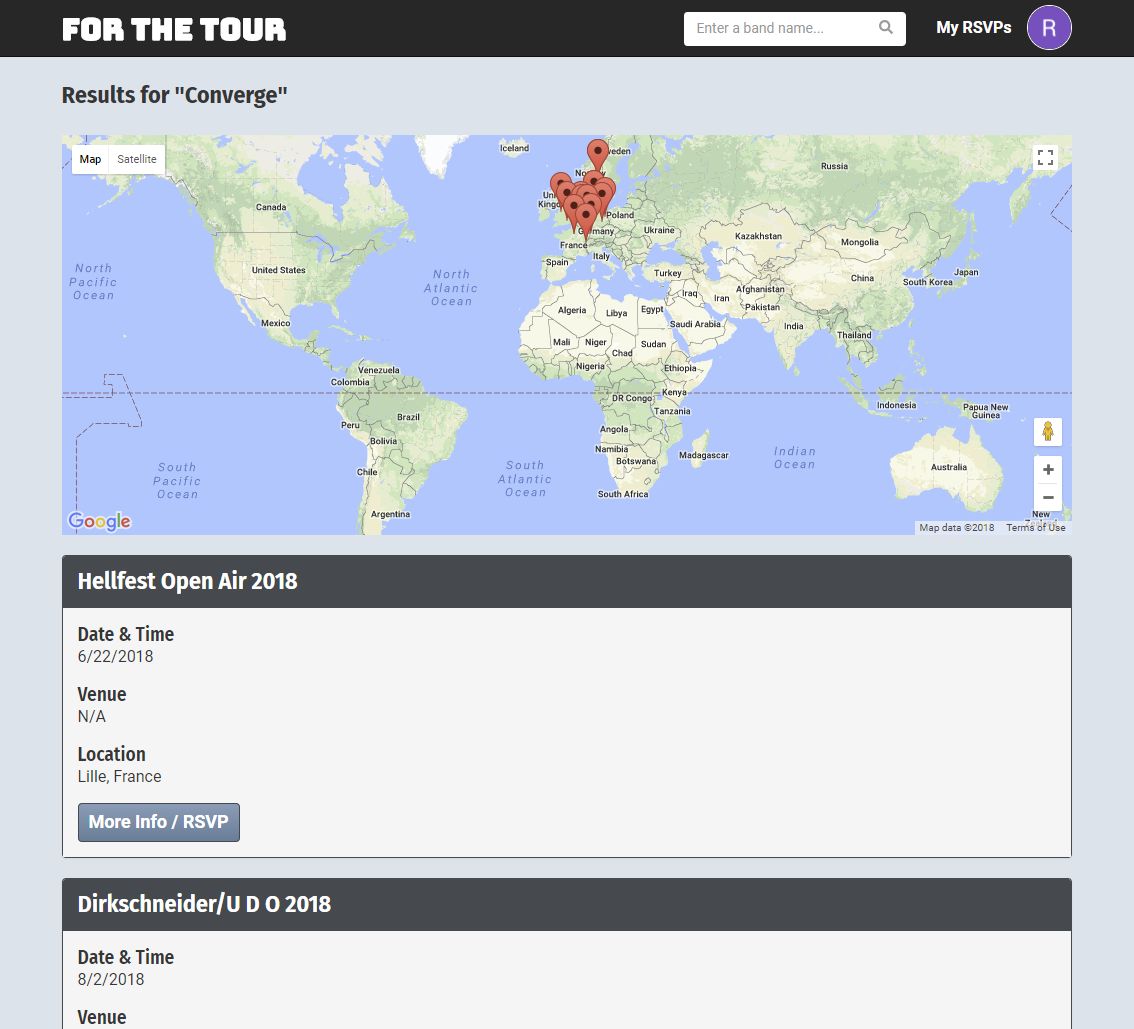 FOR THE TOUR
Enter a band name...
My RSVPs
R
Results for "Converge"
Map
Satellite
Iceland
Russia
Canada
Poland
Ukraine
Kazakhstan
Mongolia
France
Italy
Spain
North
Pacific
Ocean
United States
North
Atlantic
Ocean
Turkey
China
Japan
South Korea
Iraq
Iran
Afghanistan
Pakistan
Algeria
Libya
Egypt
Saudi Arabia
India
Mexico
Thailand
Mali
Niger
Chad
Sudan
Nigeria
Ethiopia
Venezuela
Colombia
Kenya
DR Congo
Tanzania
Indonesia
Papua New
Guinea
Brazil
Peru
Bolivia
Angola
Namibia
Botswana
Madagascar
Indian
Ocean
Australia
South
Pacific
Ocean
Chile
South
Atlantic
Ocean
South Africa
Argentina
New
Google
Map data ©2018
Terms of Use
Hellfest Open Air 2018
Date & Time
6/22/2018
Venue
N/A
Location
Lille, France
More Info / RSVP
Dirkschneider/U D O 2018
Date & Time
8/2/2018
Venue